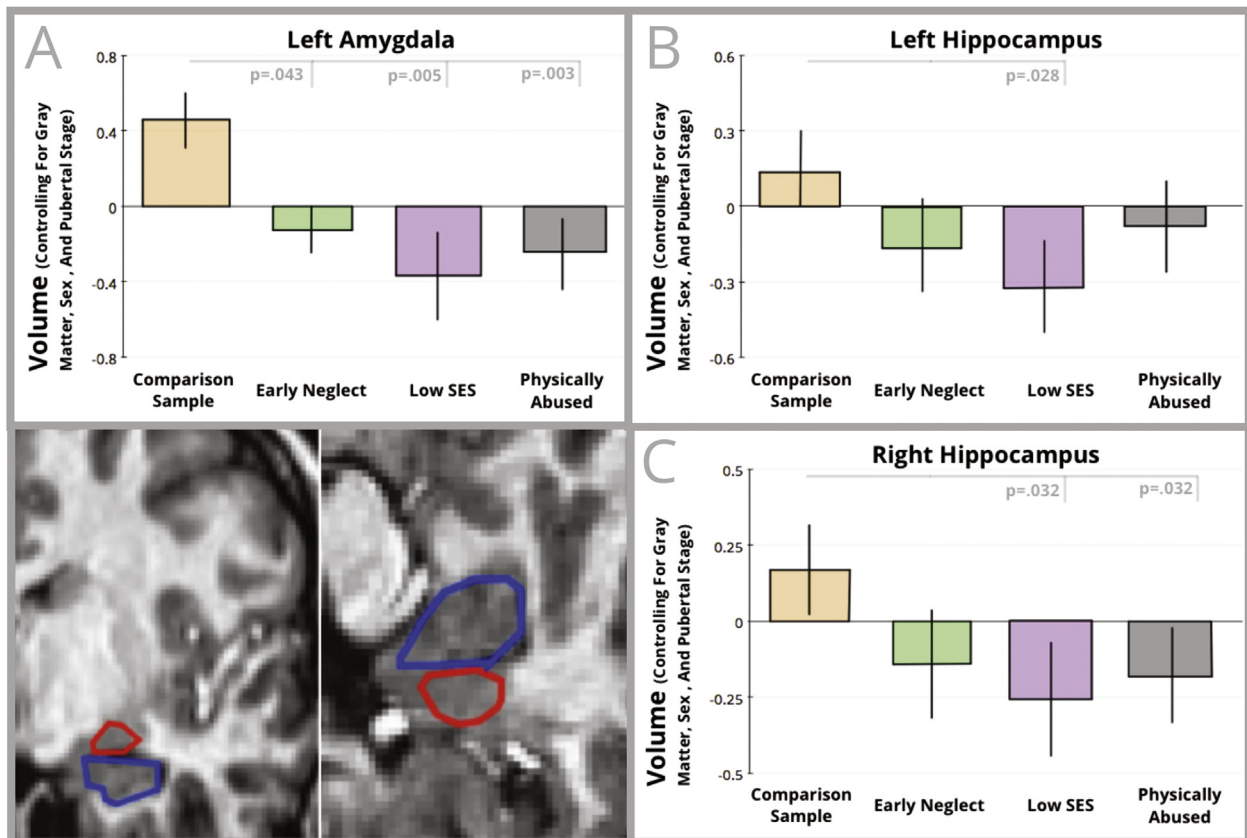 A
Left Amygdala
0.8
0.4
0
-0.4
-0.8
Volume (Controlling For Gray
Matter, Sex , And Pubertal Stage)
p=.043
p=.005
p=.003
Comparison
Sample
Early Neglect
Low SES
Physically
Abused
B
Left Hippocampus
0.6
0.3
0
-0.3
-0.6
Volume (Controlling For Gray
Matter, Sex , And Pubertal Stage)
p=.028
Comparison
Sample
Early Neglect
Low SES
Physically
Abused
C
Right Hippocampus
0.5
0.25
0
-0.25
-0.5
Volume (Controlling For Gray
Matter, Sex, And Pubertal Stage)
p=.032
p=.032
Comparison
Sample
Early Neglect
Low SES
Physically
Abused